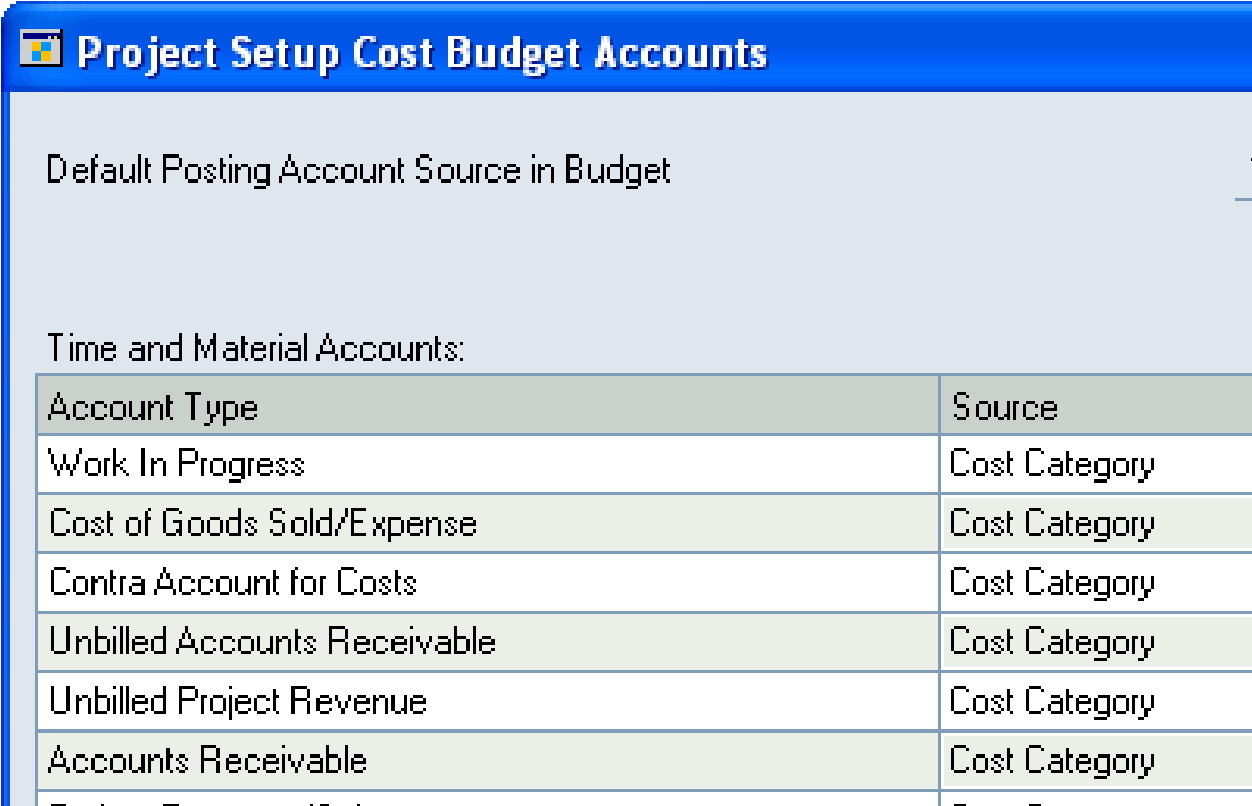 Project Setup Cost Budget Accounts
Default Posting Account Source in Budget
Time and Material Accounts:
Account Type Source
Work In Progress Cost Category
Cost of Goods Sold/Expense Cost Category
Contra Account for Costs Cost Category
Unbilled Accounts Receivable Cost Category
Unbilled Project Revenue Cost Category
Accounts Receivable Cost Category